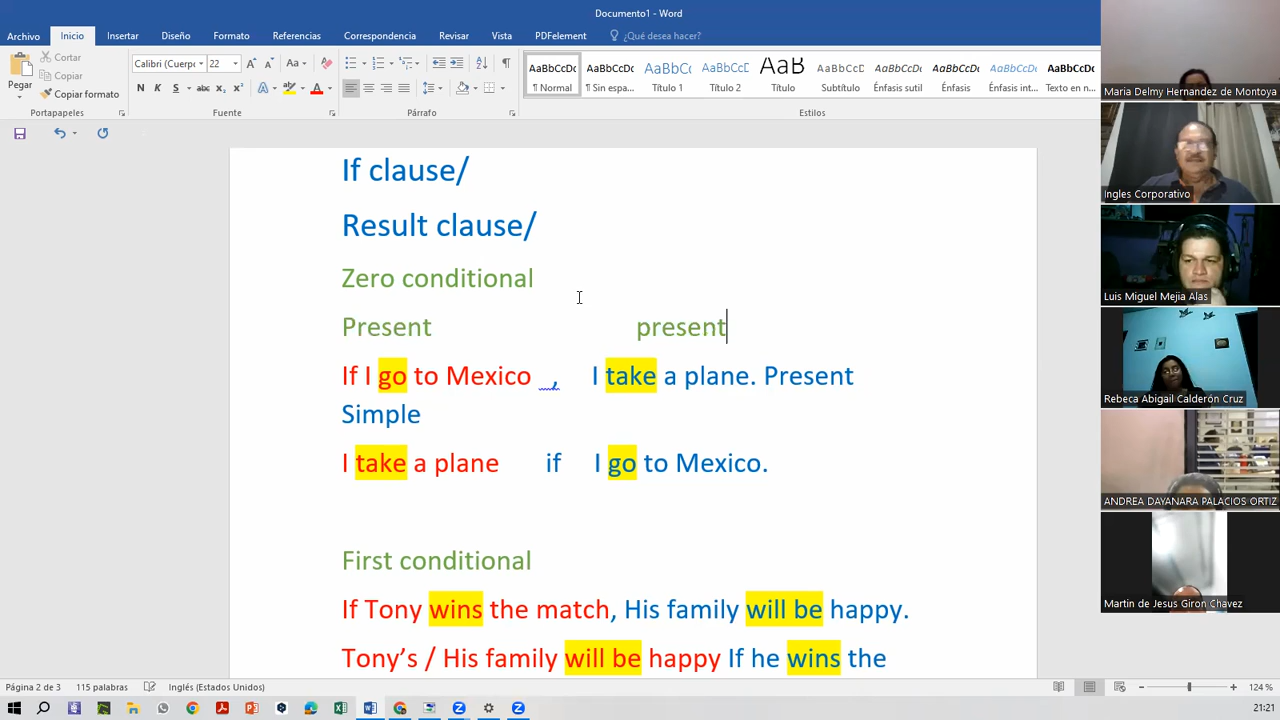 Documento1 - Word
Archivo Inicio Insertar Diseño Formato Referencias Correspondencia Revisar Vista PDFelement ¿Qué desea hacer?
Pegar
Cortar
Copiar
Copiar formato
Portapapeles
Calibri (Cuerpo 22
Fuente
Párrafo
AaBbCcDc AaBbCcDc AaBbCcD AaBbCcD AaB AaBbCcDc AaBbCcDc AaBbCcDc AaBbCcDc AaBbCcDc
¶ Normal ¶ Sin espa... Título 1 Título 2 Título Subtítulo Énfasis sutil Énfasis Énfasis int... Texto en n...
Estilos
If clause/
Result clause/
Zero conditional
Present present
If I go to Mexico , I take a plane. Present
Simple
I take a plane if I go to Mexico.
First conditional
If Tony wins the match, His family will be happy.
Tony’s / His family will be happy If he wins the
Maria Delmy Hernandez de Montoya
Ingles Corporativo
Luis Miguel Mejia Alas
Rebeca Abigail Calderón Cruz
ANDREA DAYANARA PALACIOS ORTIZ
Martin de Jesus Giron Chavez
Página 2 de 3 115 palabras Inglés (Estados Unidos) 124 %
21:21